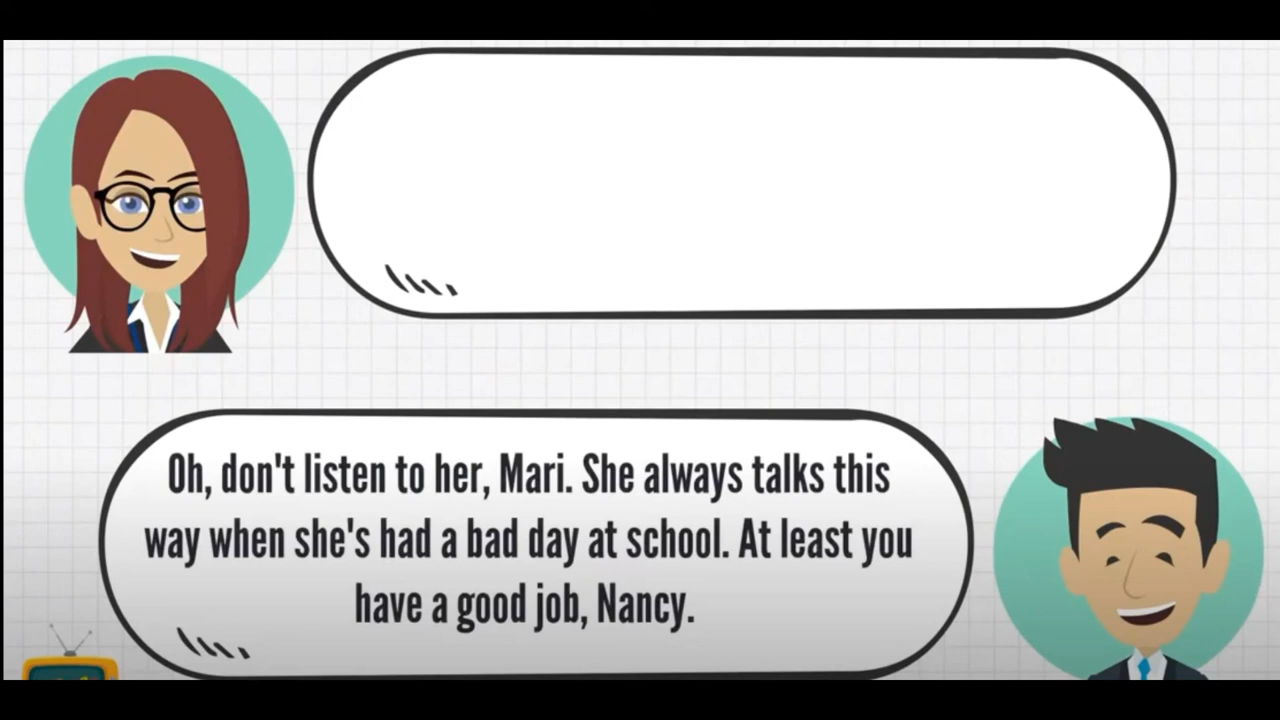 Oh, don't listen to her, Mari. She always talks this
way when she's had a bad day at school. At least you
have a good job, Nancy.